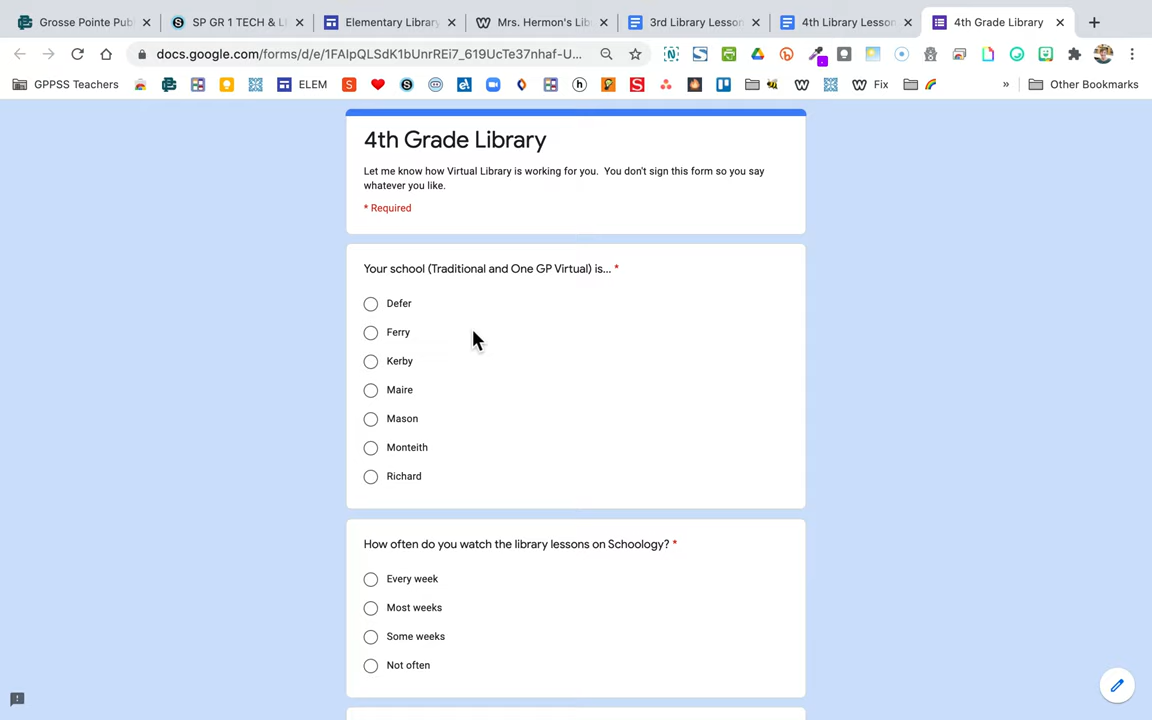 Grosse Pointe Pub
SP GR 1 TECH & LI
Elementary Library
Mrs. Hermon's Lib
3rd Library Lesson
4th Library Lesson
4th Grade Library
docs.google.com/forms/d/e/1FAIpQLSdK1bUnrREi7_619UcTe37nhaf-U...
GPPSS Teachers
ELEM
Fix
»
Other Bookmarks
4th Grade Library
Let me know how Virtual Library is working for you. You don't sign this form so you say
whatever you like.
* Required
Your school (Traditional and One GP Virtual) is... *
Defer
Ferry
Kerby
Maire
Mason
Monteith
Richard
How often do you watch the library lessons on Schoology? *
Every week
Most weeks
Some weeks
Not often